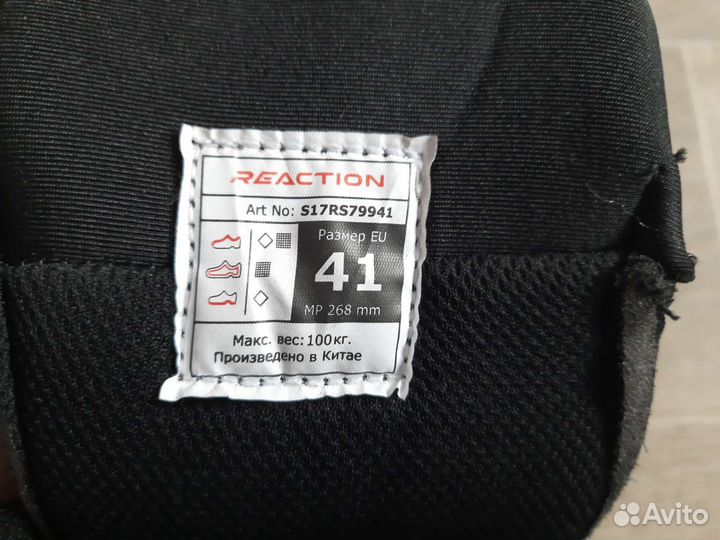 REACTION
Art No: S17RS79941
Размер EU
41
MP 268 mm
Макс. вес: 100кг.
Произведено в Китае
Avito